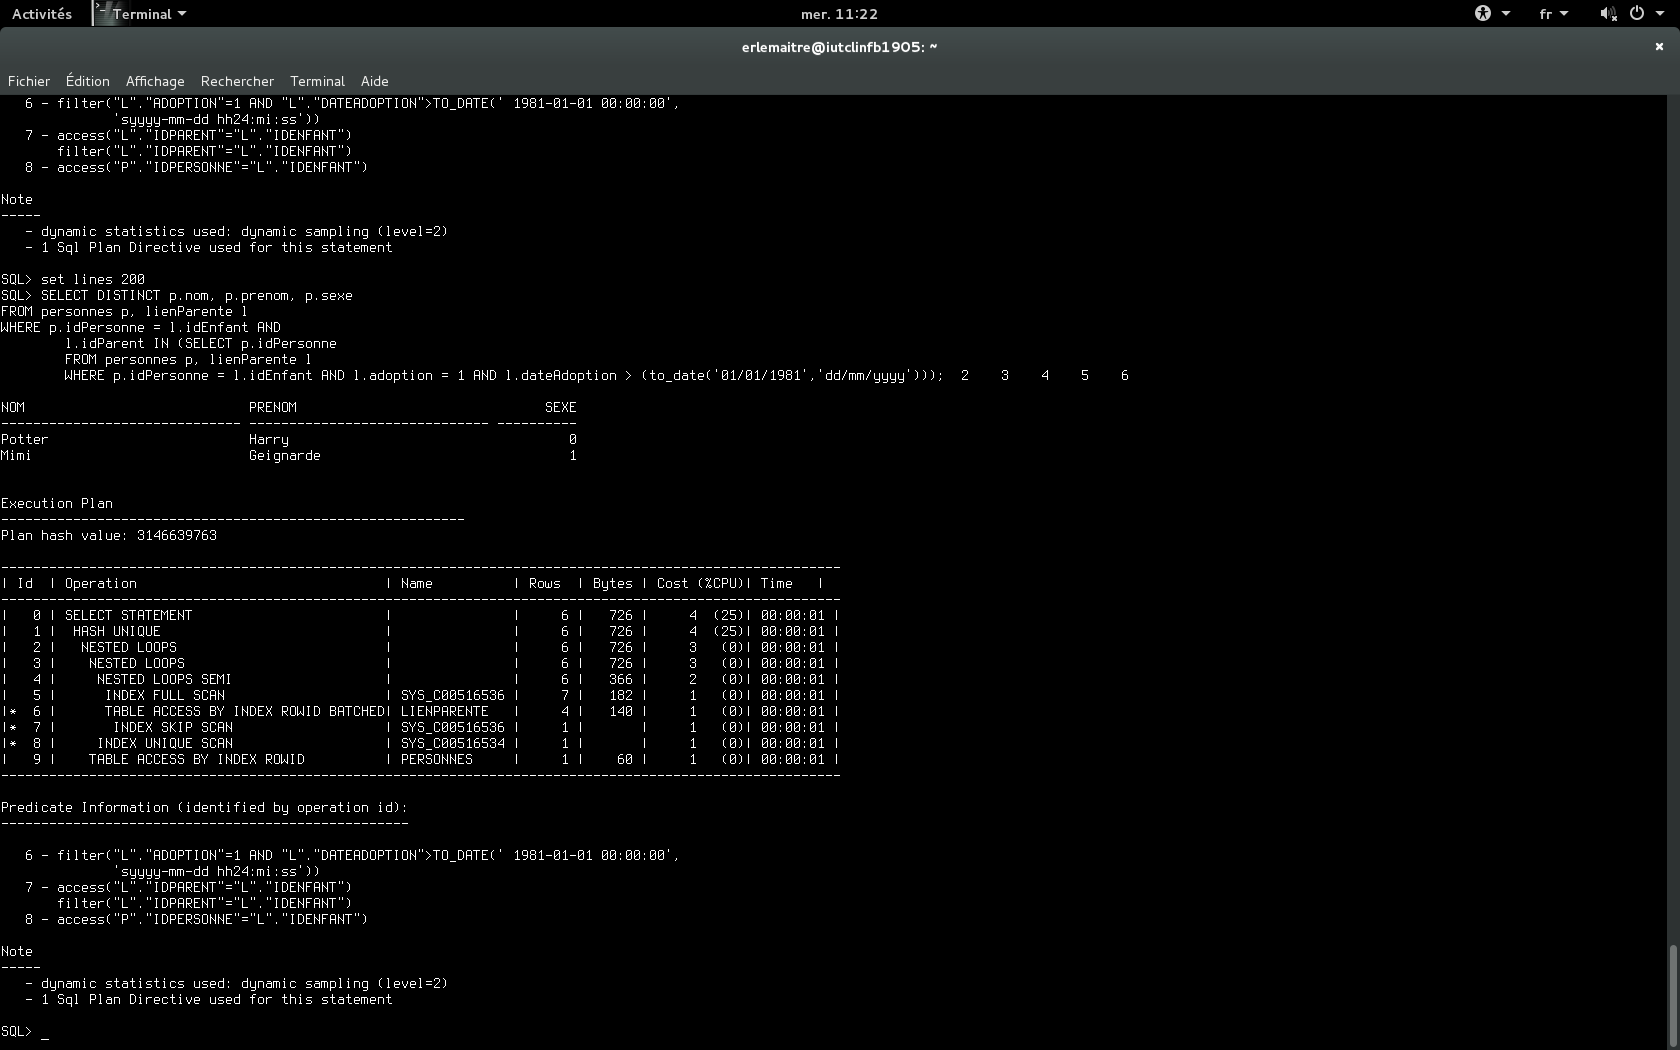 Activités Terminal mer. 11:22 fr
erlemaitre@iutclinfb1905: ~ ×
Fichier Édition Affichage Rechercher Terminal Aide
   6 - filter("L"."ADOPTION"=1 AND "L"."DATEADOPTION">TO_DATE(' 1981-01-01 00:00:00',
              'syyyy-mm-dd hh24:mi:ss'))
   7 - access("L"."IDPARENT"="L"."IDENFANT")
       filter("L"."IDPARENT"="L"."IDENFANT")
   8 - access("P"."IDPERSONNE"="L"."IDENFANT")
Note
-----
   - dynamic statistics used: dynamic sampling (level=2)
   - 1 Sql Plan Directive used for this statement
SQL> set lines 200
SQL> SELECT DISTINCT p.nom, p.prenom, p.sexe
FROM personnes p, lienParente l
WHERE p.idPersonne = l.idEnfant AND
        l.idParent IN (SELECT p.idPersonne
        FROM personnes p, lienParente l
        WHERE p.idPersonne = l.idEnfant AND l.adoption = 1 AND l.dateAdoption > (to_date('01/01/1981','dd/mm/yyyy')));  2    3    4    5    6
NOM                            PRENOM                               SEXE
------------------------------ ------------------------------ ----------
Potter                         Harry                                   0
Mimi                           Geignarde                               1
Execution Plan
----------------------------------------------------------
Plan hash value: 3146639763
---------------------------------------------------------------------------------------------------------
| Id  | Operation                               | Name         | Rows  | Bytes | Cost (%CPU)| Time   |
---------------------------------------------------------------------------------------------------------
|   0 | SELECT STATEMENT                        |              |     6 |   726 |     4  (25)| 00:00:01 |
|   1 |  HASH UNIQUE                            |              |     6 |   726 |     4  (25)| 00:00:01 |
|   2 |   NESTED LOOPS                          |              |     6 |   726 |     3   (0)| 00:00:01 |
|   3 |    NESTED LOOPS                         |              |     6 |   726 |     3   (0)| 00:00:01 |
|   4 |     NESTED LOOPS SEMI                   |              |     6 |   366 |     2   (0)| 00:00:01 |
|   5 |      INDEX FULL SCAN                    | SYS_C00516536 |     7 |   182 |     1   (0)| 00:00:01 |
|*  6 |      TABLE ACCESS BY INDEX ROWID BATCHED| LIENPARENTE   |     4 |   140 |     1   (0)| 00:00:01 |
|*  7 |       INDEX SKIP SCAN                   | SYS_C00516536 |     1 |       |     1   (0)| 00:00:01 |
|*  8 |     INDEX UNIQUE SCAN                   | SYS_C00516534 |     1 |       |     1   (0)| 00:00:01 |
|   9 |    TABLE ACCESS BY INDEX ROWID          | PERSONNES     |     1 |    60 |     1   (0)| 00:00:01 |
---------------------------------------------------------------------------------------------------------
Predicate Information (identified by operation id):
---------------------------------------------------
   6 - filter("L"."ADOPTION"=1 AND "L"."DATEADOPTION">TO_DATE(' 1981-01-01 00:00:00',
              'syyyy-mm-dd hh24:mi:ss'))
   7 - access("L"."IDPARENT"="L"."IDENFANT")
       filter("L"."IDPARENT"="L"."IDENFANT")
   8 - access("P"."IDPERSONNE"="L"."IDENFANT")
Note
-----
   - dynamic statistics used: dynamic sampling (level=2)
   - 1 Sql Plan Directive used for this statement
SQL> _